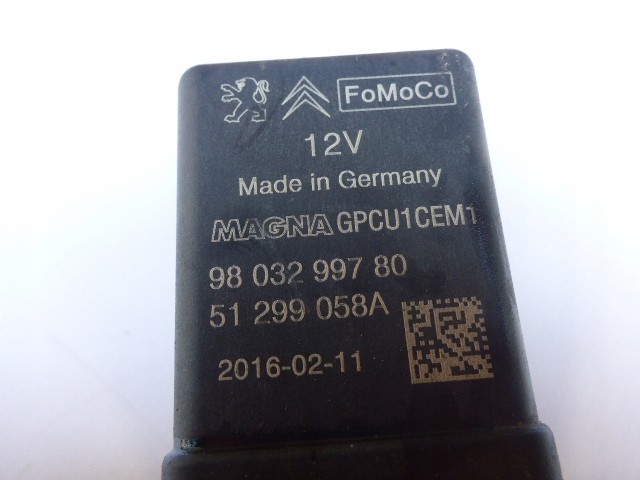 FoMoCo
12V
Made in Germany
MAGNA GPCU1CEM1
98 032 997 80
51 299 058A
2016-02-11